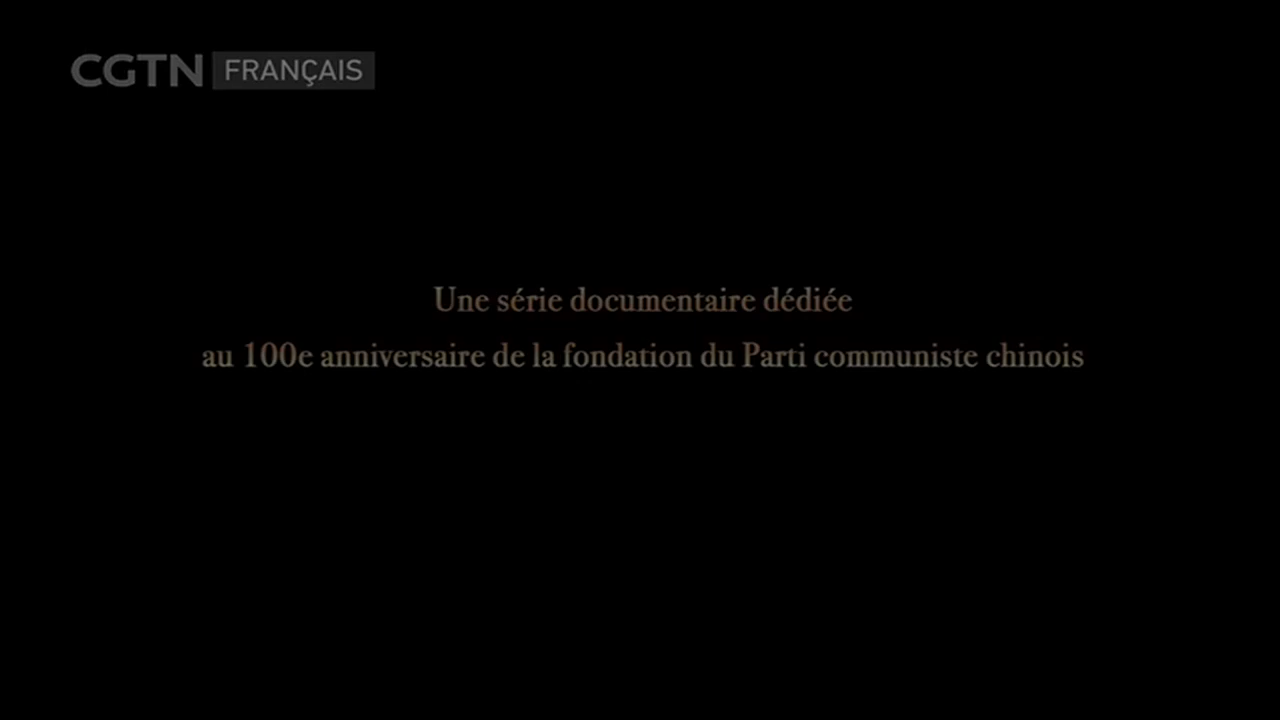 CGTN FRANÇAIS
Une série documentaire dédiée
au 100e anniversaire de la fondation du Parti communiste chinois